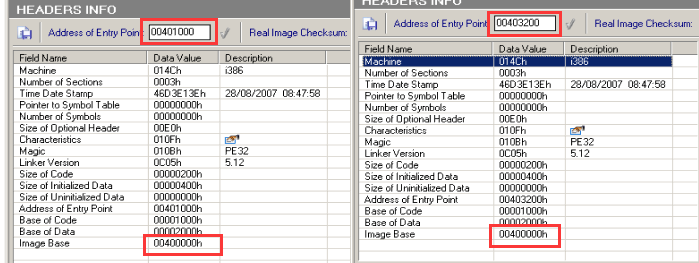 HEADERS INFO
Address of Entry Poin 00401000 Real Image Checksum:
Field Name Data Value Description
Machine 014Ch i386
Number of Sections 0003h
Time Date Stamp 46D3E13Eh 28/08/2007 08:47:58
Pointer to Symbol Table 00000000h
Number of Symbols 00000000h
Size of Optional Header 00E0h
Characteristics 010Fh
Magic 010Bh PE32
Linker Version 0C05h 5.12
Size of Code 00000200h
Size of Initialized Data 00000400h
Size of Uninitialized Data 00000000h
Address of Entry Point 00401000h
Base of Code 00001000h
Base of Data 00002000h
Image Base 00400000h
HEADERS INFO
Address of Entry Point 00403200 Real Image Checksum:
Field Name Data Value Description
Machine 014Ch i386
Number of Sections 0003h
Time Date Stamp 46D3E13Eh 28/08/2007 08:47:58
Pointer to Symbol Table 00000000h
Number of Symbols 00000000h
Size of Optional Header 00E0h
Characteristics 010Fh
Magic 010Bh PE32
Linker Version 0C05h 5.12
Size of Code 00000200h
Size of Initialized Data 00000400h
Size of Uninitialized Data 00000000h
Address of Entry Point 00403200h
Base of Code 00001000h
Base of Data 00002000h
Image Base 00400000h